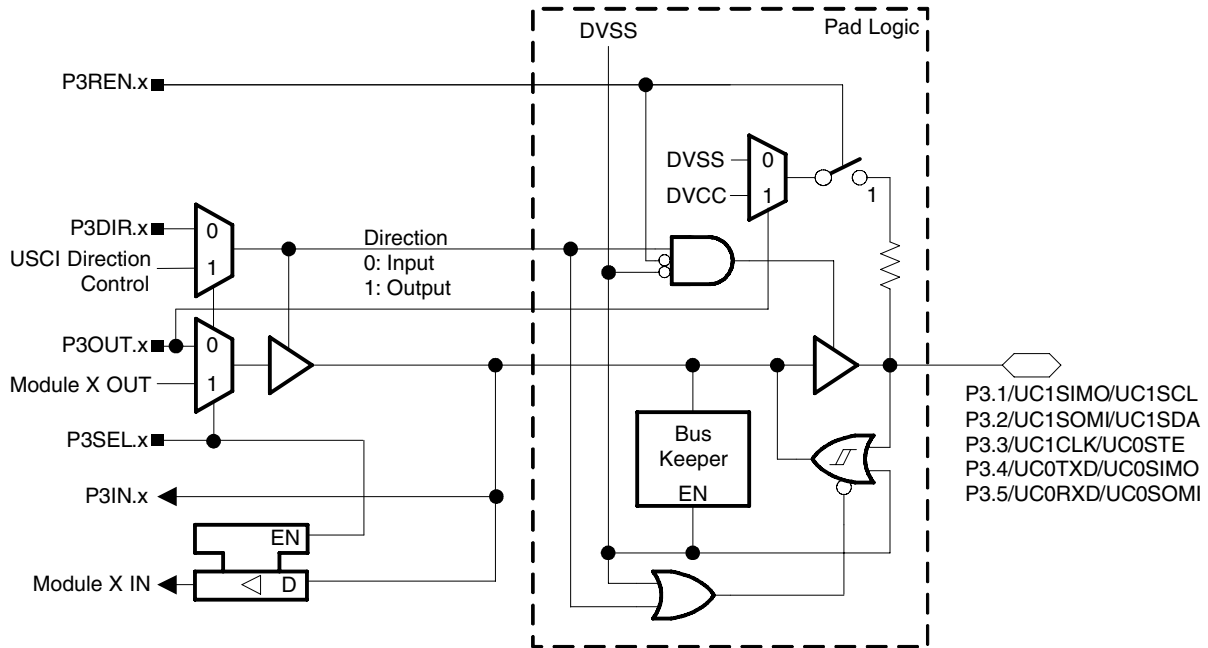 Pad Logic
DVSS
P3REN.x
DVSS
0
DVCC
1
1
P3DIR.x
0
USCI Direction
Control
1
Direction
0: Input
1: Output
P3OUT.x
0
Module X OUT
1
P3SEL.x
P3IN.x
EN
Module X IN
D
Bus
Keeper
EN
P3.1/UC1SIMO/UC1SCL
P3.2/UC1SOMI/UC1SDA
P3.3/UC1CLK/UC0STE
P3.4/UC0TXD/UC0SIMO
P3.5/UC0RXD/UC0SOMI